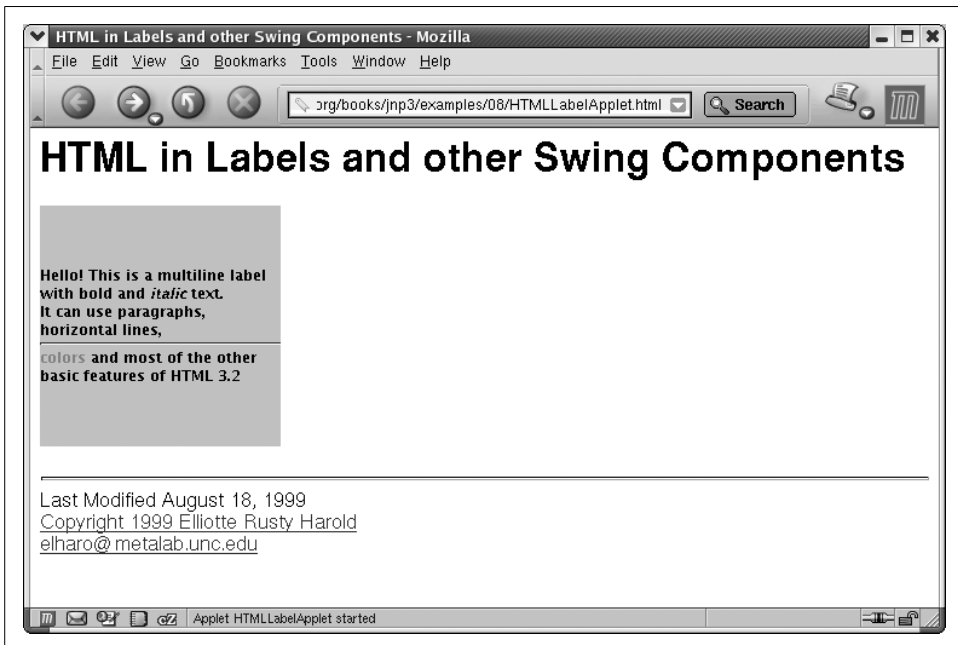 HTML in Labels and other Swing Components - Mozilla
File Edit View Go Bookmarks Tools Window Help
org/books/jnp3/examples/08/HTMLLabelApplet.html Search
HTML in Labels and other Swing Components
Hello! This is a multiline label
with bold and italic text.
It can use paragraphs,
horizontal lines,
colors and most of the other
basic features of HTML 3.2
Last Modified August 18, 1999
Copyright 1999 Elliotte Rusty Harold
elharo@metalab.unc.edu
Applet HTMLLabelApplet started